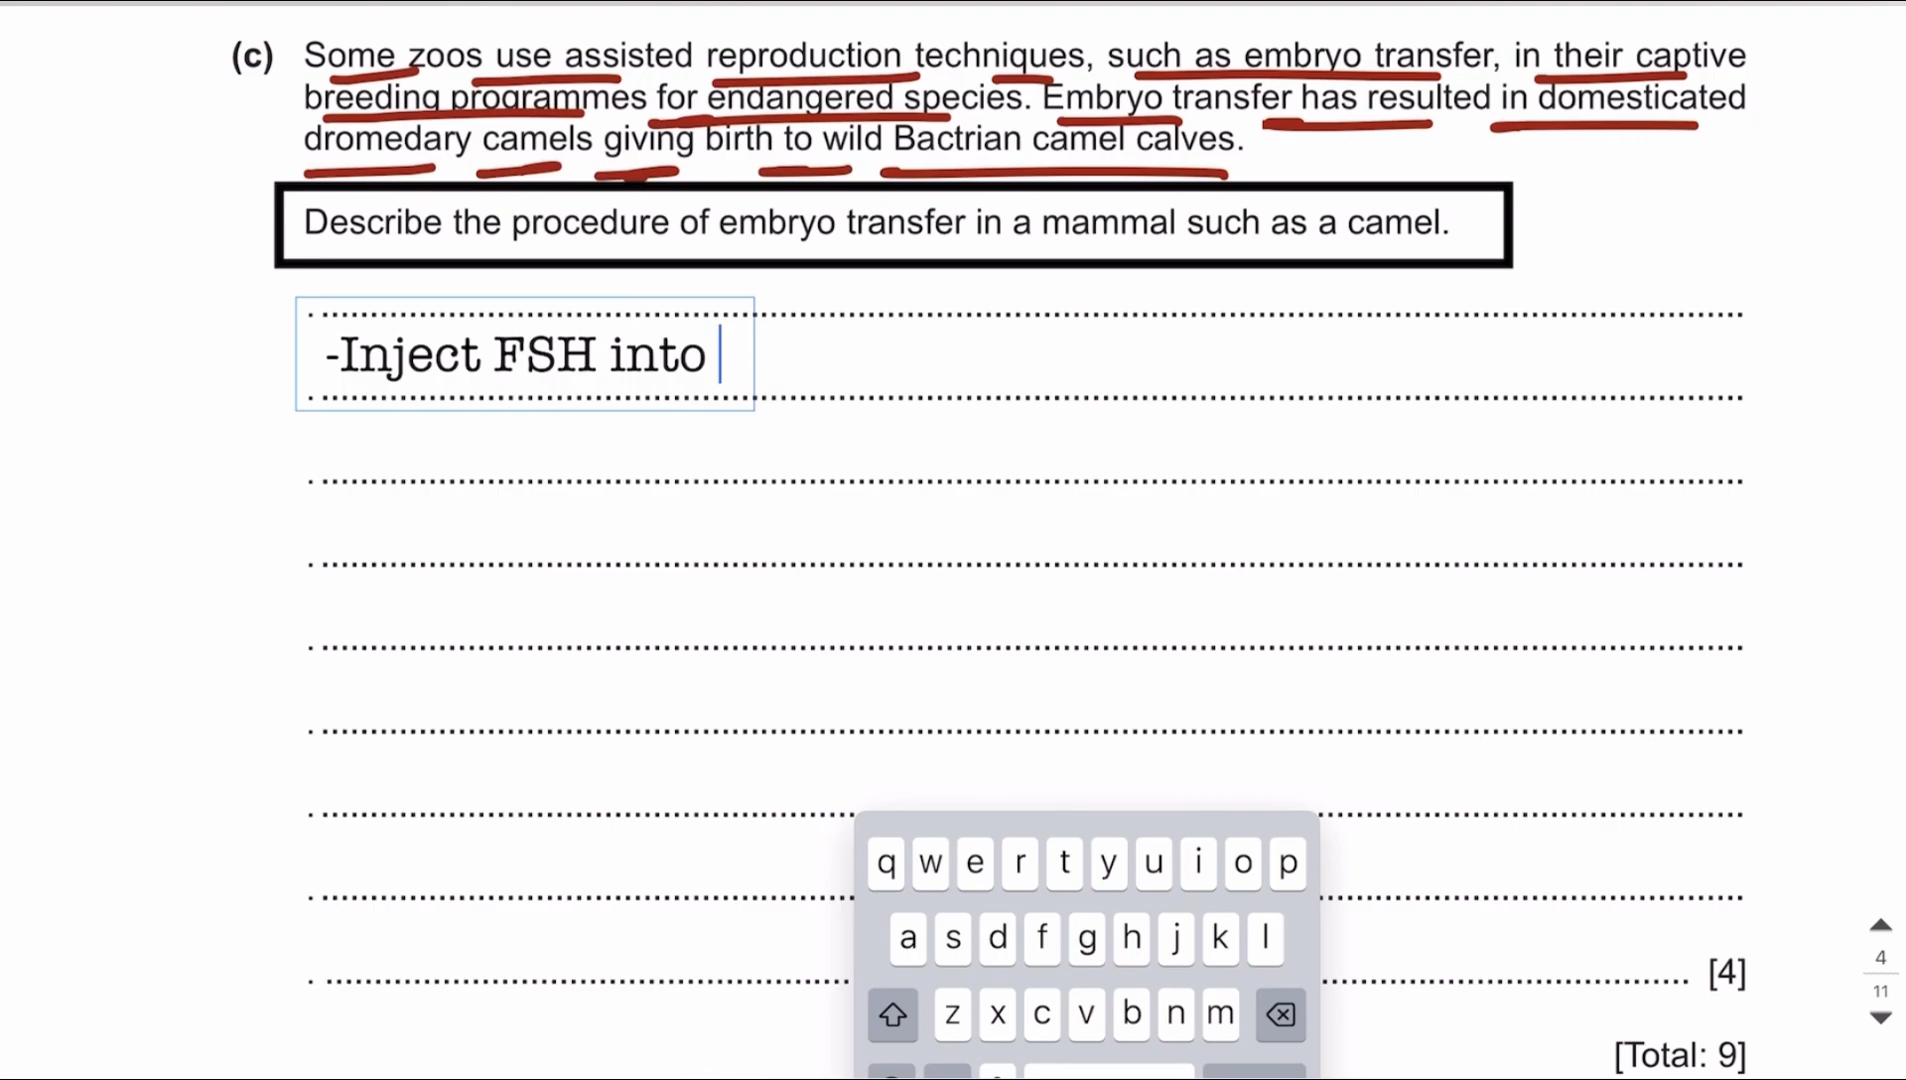 (c) Some zoos use assisted reproduction techniques, such as embryo transfer, in their captive
breeding programmes for endangered species. Embryo transfer has resulted in domesticated
dromedary camels giving birth to wild Bactrian camel calves.
Describe the procedure of embryo transfer in a mammal such as a camel.
-Inject FSH into
q w e r t y u i o p
a s d f g h j k l
z x c v b n m
[4]
4
11
[Total: 9]